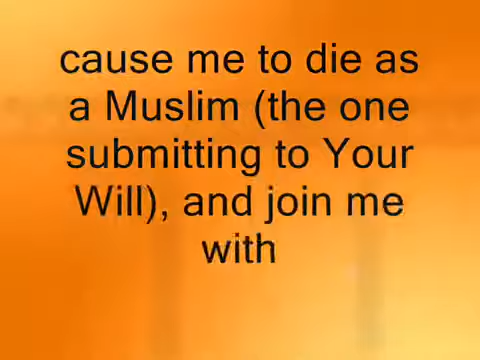 cause me to die as
a Muslim (the one
submitting to Your
Will), and join me
with